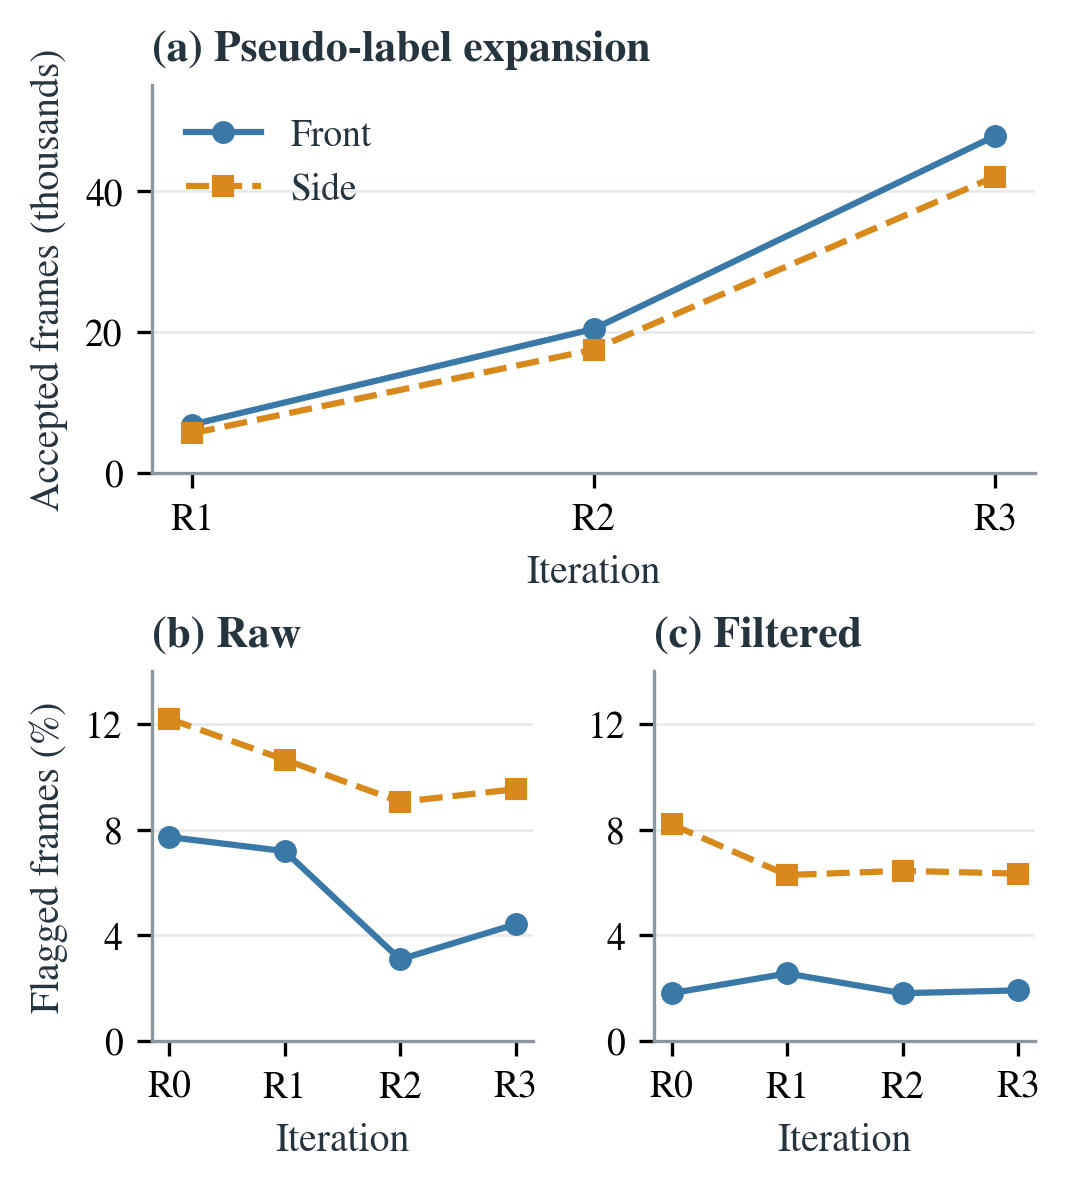 (a) Pseudo-label expansion
Accepted frames (thousands)
Front
Side
40
20
0
R1 R2 R3
Iteration
(b) Raw
Flagged frames (%)
12
8
4
0
R0 R1 R2 R3
Iteration
(c) Filtered
12
8
4
0
R0 R1 R2 R3
Iteration